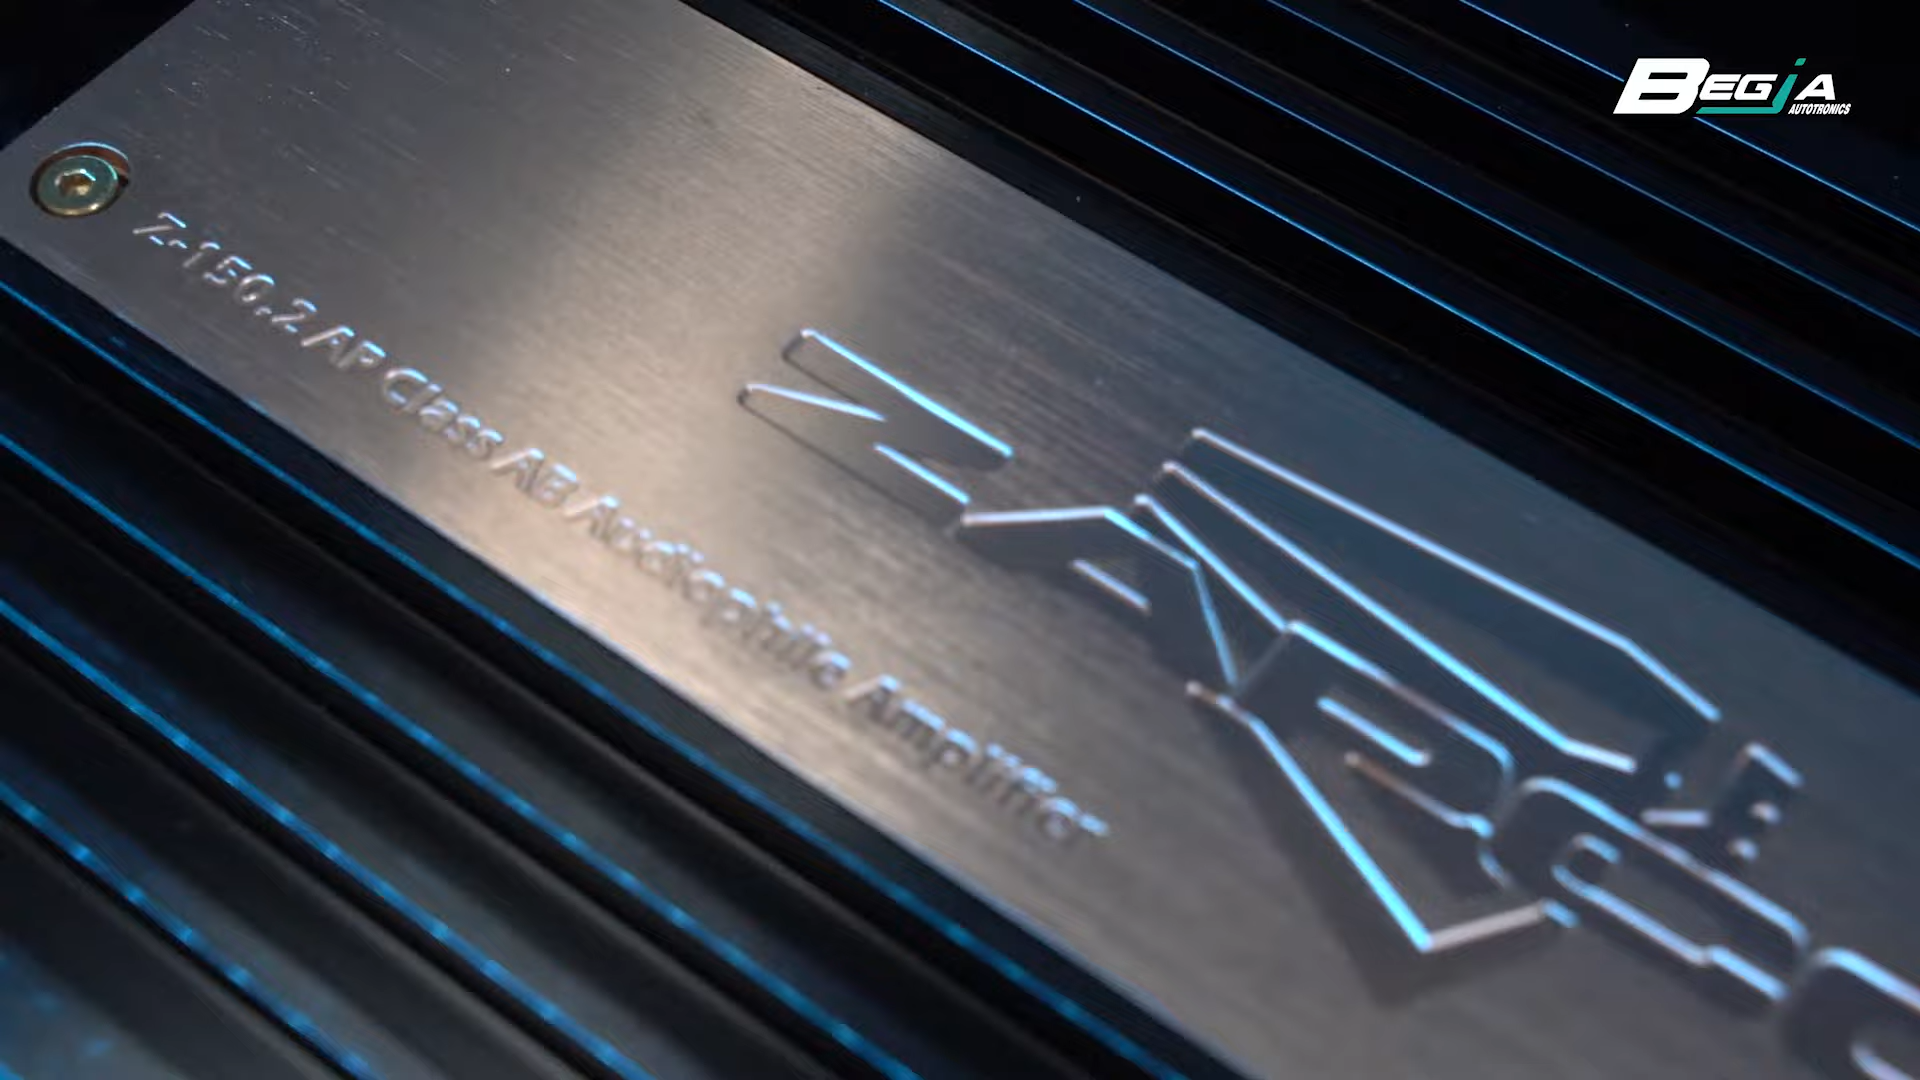 BEGJA
AUTOTRONICS
Z-150.2 AP Class AB Audiophile Amplifier
ZAPCO